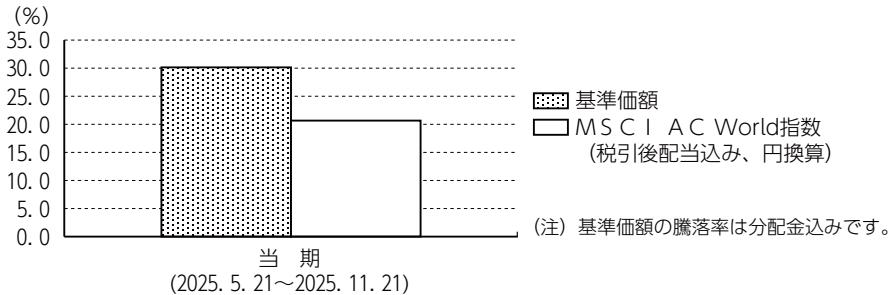 (%)
35.0
30.0
25.0
20.0
15.0
10.0
5.0
0.0
基準価額
ＭＳＣＩ ＡＣ World指数
(税引後配当込み、円換算)
(注) 基準価額の騰落率は分配金込みです。
当 期
(2025. 5. 21～2025. 11. 21)